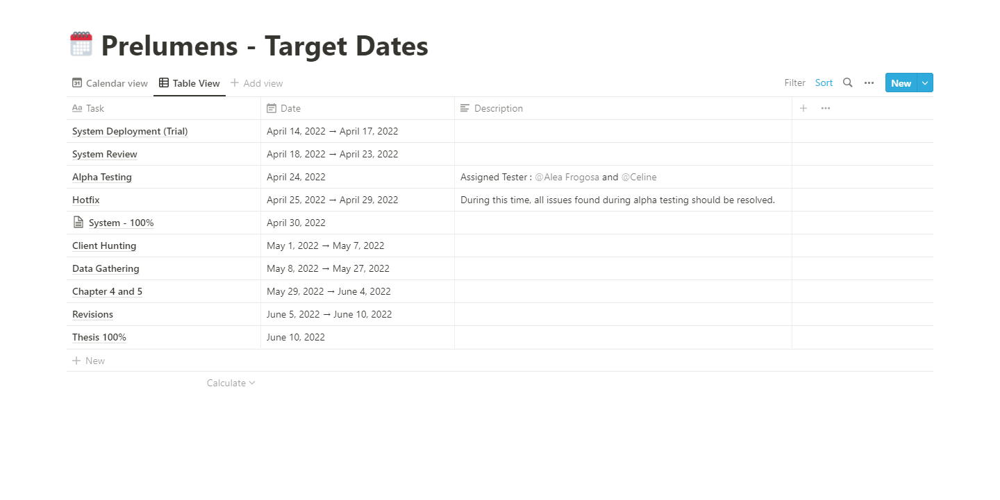 Prelumens - Target Dates
31 Calendar view Table View Add view Filter Sort New
Aa Task Date Description
System Deployment (Trial) April 14, 2022 → April 17, 2022
System Review April 18, 2022 → April 23, 2022
Alpha Testing April 24, 2022 Assigned Tester : @Alea Frogosa and @Celine
Hotfix April 25, 2022 → April 29, 2022 During this time, all issues found during alpha testing should be resolved.
System - 100% April 30, 2022
Client Hunting May 1, 2022 → May 7, 2022
Data Gathering May 8, 2022 → May 27, 2022
Chapter 4 and 5 May 29, 2022 → June 4, 2022
Revisions June 5, 2022 → June 10, 2022
Thesis 100% June 10, 2022
New
Calculate